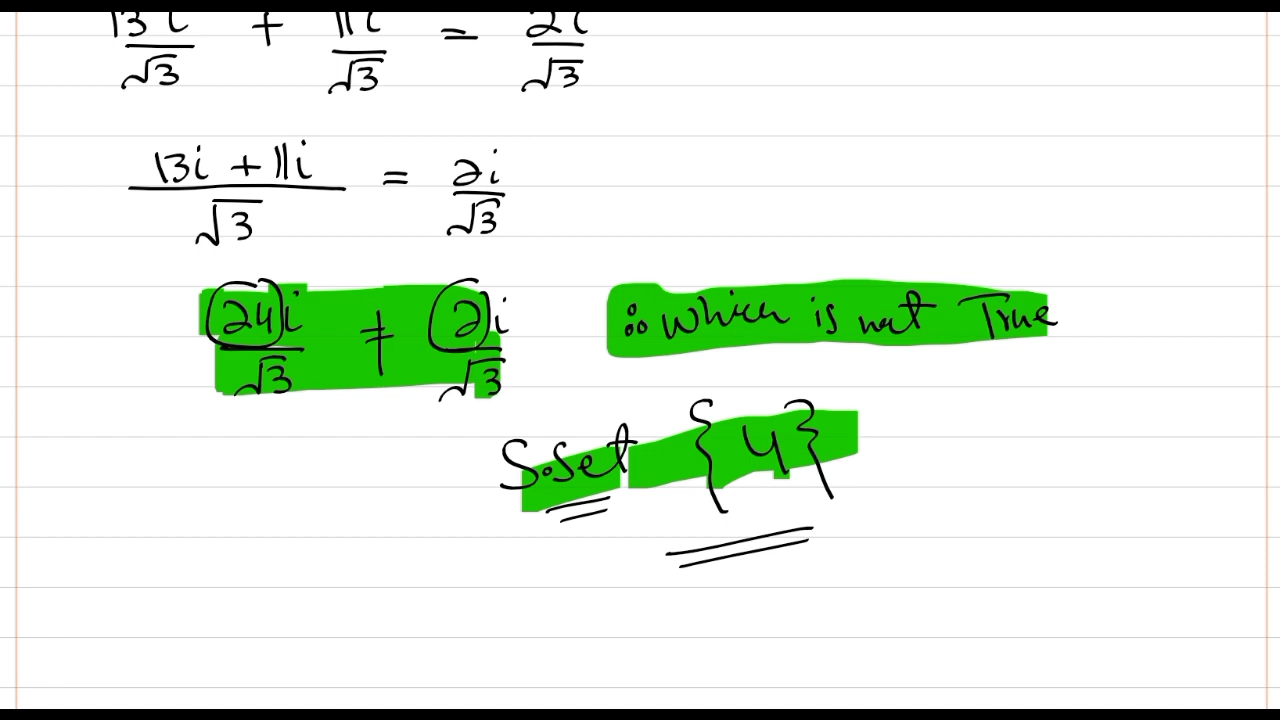 13i/√3 + 11i/√3 = 2i/√3
13i + 11i/√3 = 2i/√3
24i/√3 ≠ 2i/√3 ∴ which is not True
S.Set {4}